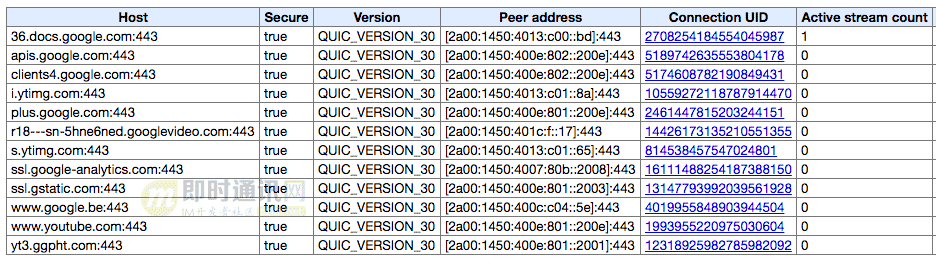 Host Secure Version Peer address Connection UID Active stream count
36.docs.google.com:443 true QUIC_VERSION_30 [2a00:1450:4013:c00::bd]:443 2708254184554045987 1
apis.google.com:443 true QUIC_VERSION_30 [2a00:1450:400e:802::200e]:443 5189742635553804178 0
clients4.google.com:443 true QUIC_VERSION_30 [2a00:1450:400e:802::200e]:443 5174608782190849431 0
i.ytimg.com:443 true QUIC_VERSION_30 [2a00:1450:4013:c01::8a]:443 10559272118787914470 0
plus.google.com:443 true QUIC_VERSION_30 [2a00:1450:400e:801::200e]:443 2461447815203244151 0
r18---sn-5hne6ned.googlevideo.com:443 true QUIC_VERSION_30 [2a00:1450:401c:f::17]:443 14426173135210551355 0
s.ytimg.com:443 true QUIC_VERSION_30 [2a00:1450:4013:c01::65]:443 814538457547024801 0
ssl.google-analytics.com:443 true QUIC_VERSION_30 [2a00:1450:4007:80b::2008]:443 16111488254187388150 0
ssl.gstatic.com:443 true QUIC_VERSION_30 [2a00:1450:400e:801::2003]:443 13147793992039561928 0
www.google.be:443 true QUIC_VERSION_30 [2a00:1450:400c:c04::5e]:443 4019955848903944504 0
www.youtube.com:443 true QUIC_VERSION_30 [2a00:1450:400e:801::200e]:443 1993955220975030604 0
yt3.ggpht.com:443 true QUIC_VERSION_30 [2a00:1450:400e:801::2001]:443 12318925982785982092 0
即时通讯网